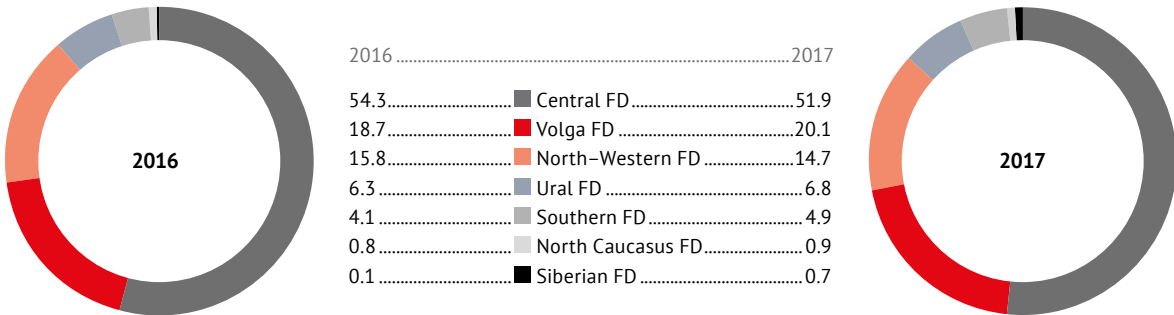 2016
2016 2017
54.3 Central FD 51.9
18.7 Volga FD 20.1
15.8 North–Western FD 14.7
6.3 Ural FD 6.8
4.1 Southern FD 4.9
0.8 North Caucasus FD 0.9
0.1 Siberian FD 0.7
2017